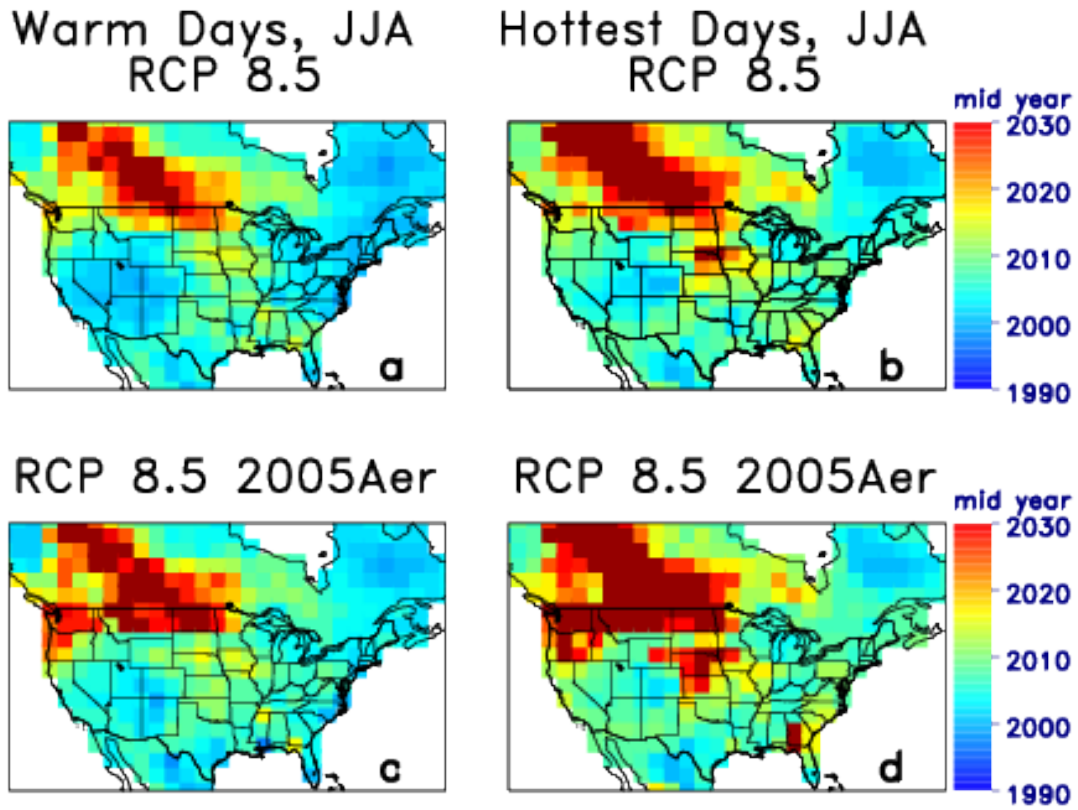 Warm Days, JJA
RCP 8.5
Hottest Days, JJA
RCP 8.5
mid year
2030
2020
2010
2000
1990
a
b
RCP 8.5 2005Aer
RCP 8.5 2005Aer
mid year
2030
2020
2010
2000
1990
c
d